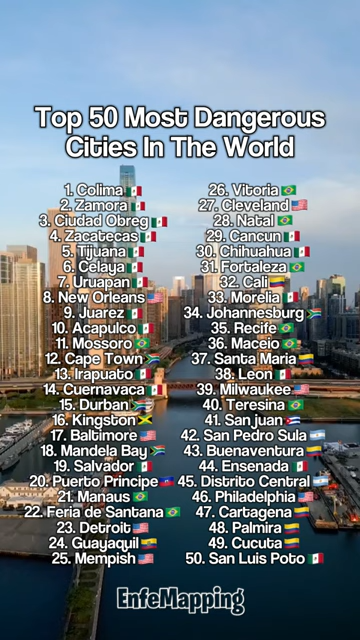 Top 50 Most Dangerous
Cities In The World
1. Colima
2. Zamora
3. Ciudad Obreg
4. Zacatecas
5. Tijuana
6. Celaya
7. Uruapan
8. New Orleans
9. Juarez
10. Acapulco
11. Mossoro
12. Cape Town
13. Irapuato
14. Cuernavaca
15. Durban
16. Kingston
17. Baltimore
18. Mandela Bay
19. Salvador
20. Puerto Principe
21. Manaus
22. Feria de Santana
23. Detroit
24. Guayaquil
25. Mempish
26. Vitoria
27. Cleveland
28. Natal
29. Cancun
30. Chihuahua
31. Fortaleza
32. Cali
33. Morelia
34. Johannesburg
35. Recife
36. Maceio
37. Santa Maria
38. Leon
39. Milwaukee
40. Teresina
41. San juan
42. San Pedro Sula
43. Buenaventura
44. Ensenada
45. Distrito Central
46. Philadelphia
47. Cartagena
48. Palmira
49. Cucuta
50. San Luis Poto
EnfeMapping